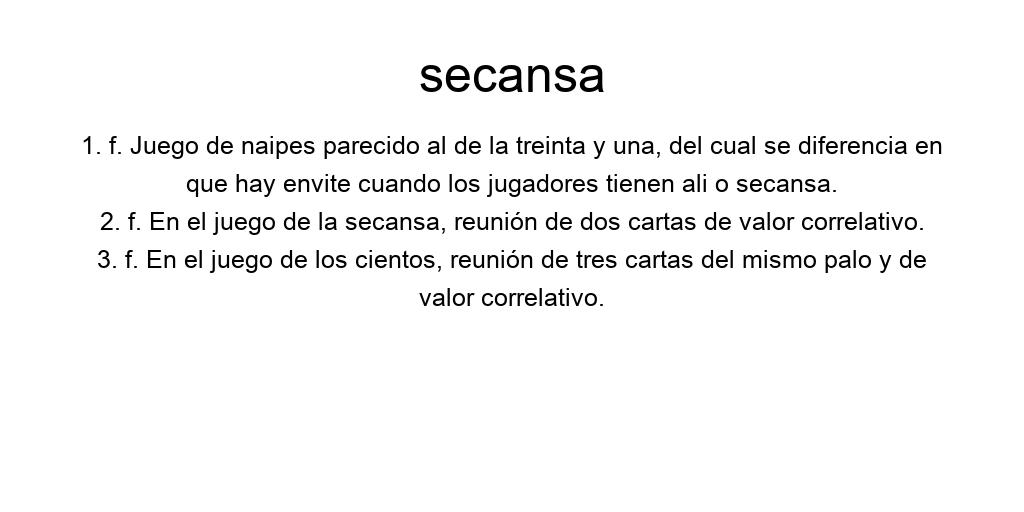 secansa
1. f. Juego de naipes parecido al de la treinta y una, del cual se diferencia en
que hay envite cuando los jugadores tienen ali o secansa.
2. f. En el juego de la secansa, reunión de dos cartas de valor correlativo.
3. f. En el juego de los cientos, reunión de tres cartas del mismo palo y de
valor correlativo.